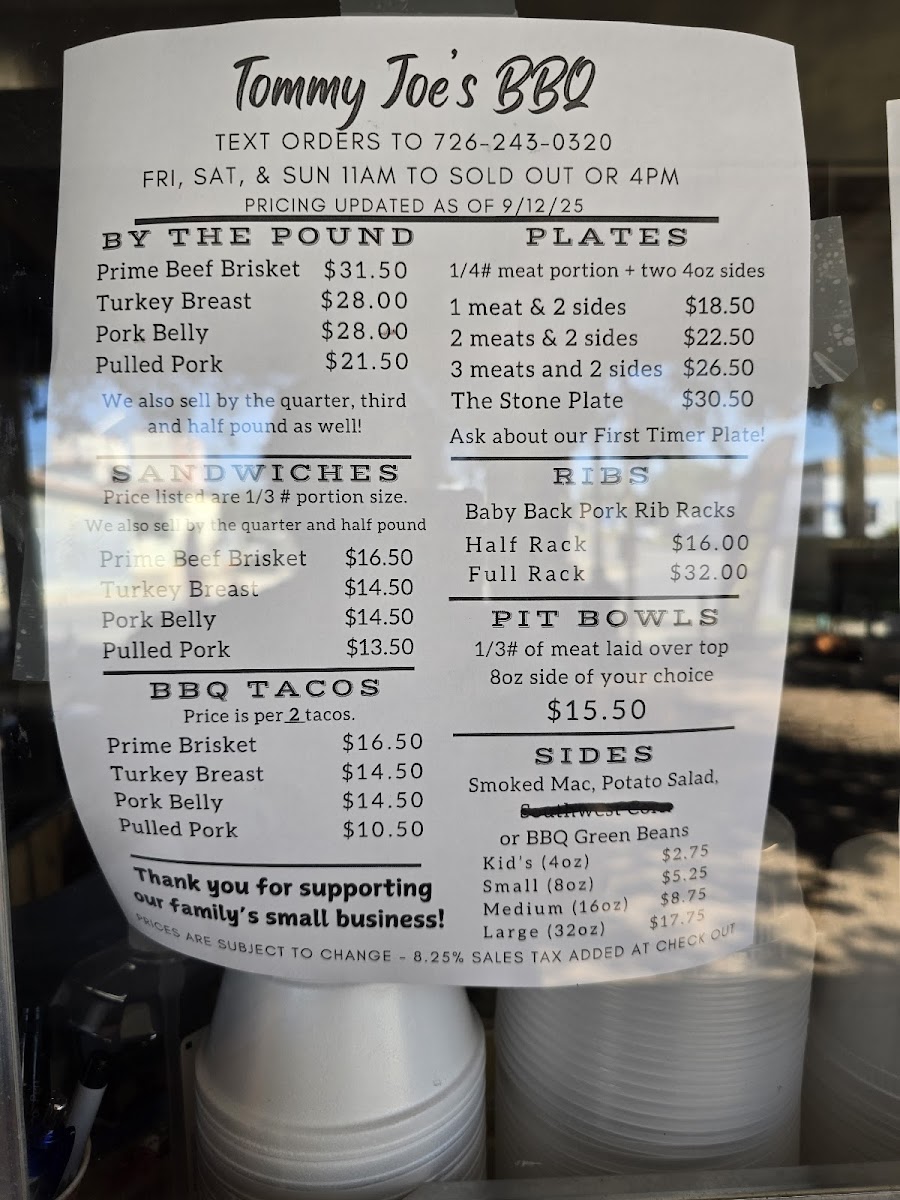 Tommy Joe's BBQ
TEXT ORDERS TO 726-243-0320
FRI, SAT, & SUN 11AM TO SOLD OUT OR 4PM
PRICING UPDATED AS OF 9/12/25
BY THE POUND
Prime Beef Brisket $31.50
Turkey Breast $28.00
Pork Belly $28.00
Pulled Pork $21.50
We also sell by the quarter, third
and half pound as well!
SANDWICHES
Price listed are 1/3 # portion size.
We also sell by the quarter and half pound
Prime Beef Brisket $16.50
Turkey Breast $14.50
Pork Belly $14.50
Pulled Pork $13.50
BBQ TACOS
Price is per 2 tacos.
Prime Brisket $16.50
Turkey Breast $14.50
Pork Belly $14.50
Pulled Pork $10.50
Thank you for supporting
our family's small business!
PLATES
1/4# meat portion + two 4oz sides
1 meat & 2 sides $18.50
2 meats & 2 sides $22.50
3 meats and 2 sides $26.50
The Stone Plate $30.50
Ask about our First Timer Plate!
RIBS
Baby Back Pork Rib Racks
Half Rack $16.00
Full Rack $32.00
PIT BOWLS
1/3# of meat laid over top
8oz side of your choice
$15.50
SIDES
Smoked Mac, Potato Salad,
Southwest Corn
or BBQ Green Beans
Kid's (4oz) $2.75
Small (8oz) $5.25
Medium (16oz) $8.75
Large (32oz) $17.75
PRICES ARE SUBJECT TO CHANGE - 8.25% SALES TAX ADDED AT CHECK OUT